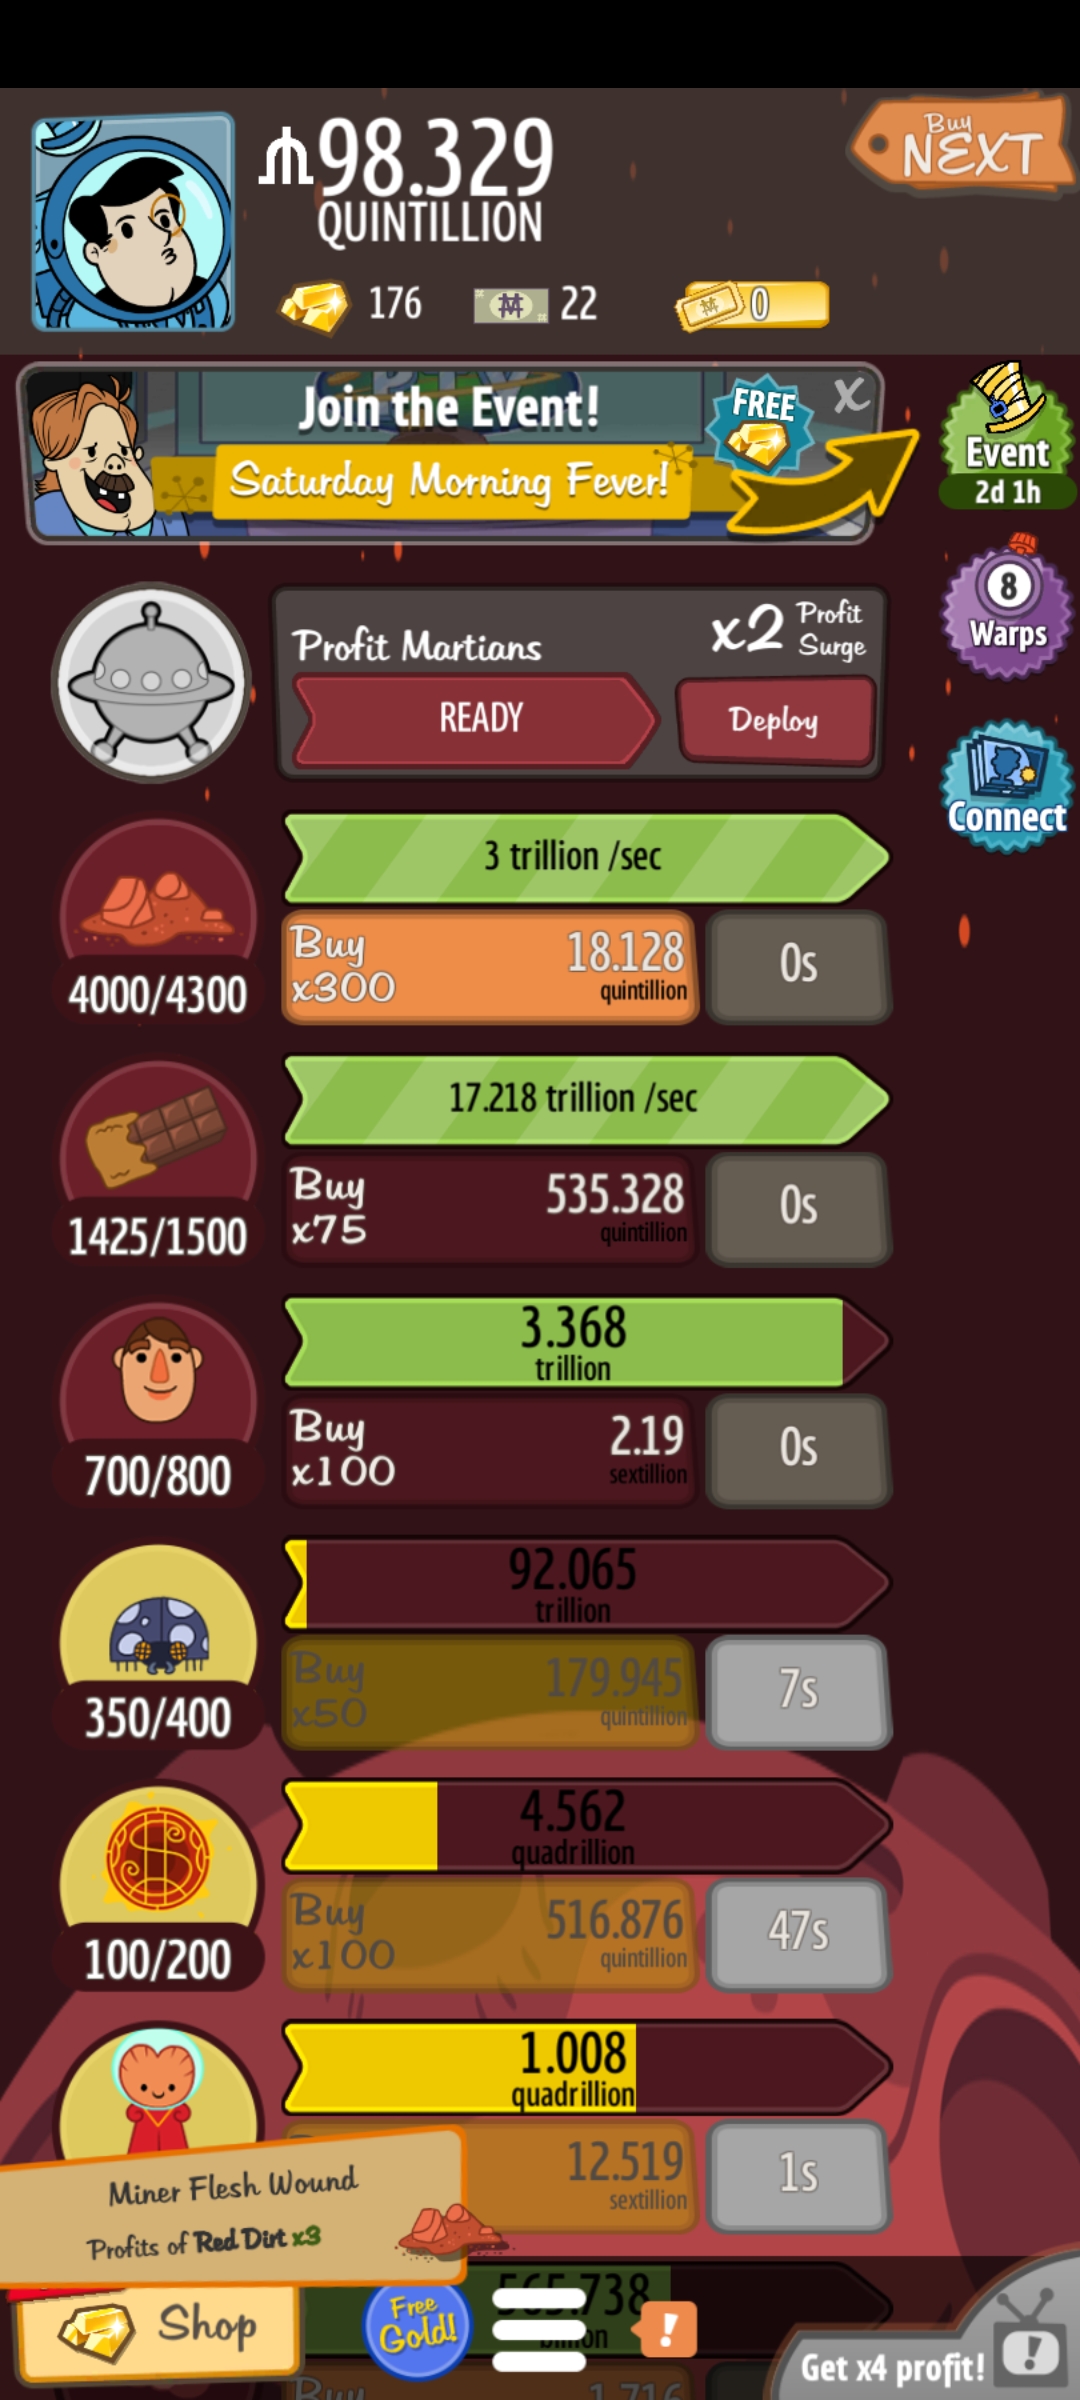 Buy
NEXT
98.329
QUINTILLION
176
22
0
Join the Event!
FREE
X
Saturday Morning Fever!
Event
2d 1h
8
Warps
Profit Martians
x2 Profit
Surge
READY
Deploy
Connect
3 trillion /sec
Buy
x300
18.128
quintillion
0s
4000/4300
17.218 trillion /sec
Buy
x75
535.328
quintillion
0s
1425/1500
3.368
trillion
Buy
x100
2.19
sextillion
0s
700/800
92.065
trillion
Buy
x50
179.945
quintillion
7s
350/400
4.562
quadrillion
Buy
x100
516.876
quintillion
47s
100/200
1.008
quadrillion
12.519
sextillion
1s
Miner Flesh Wound
Profits of Red Dirt x3
565.738
Shop
Free
Gold!
!
Get x4 profit!
!
Buy
1.716